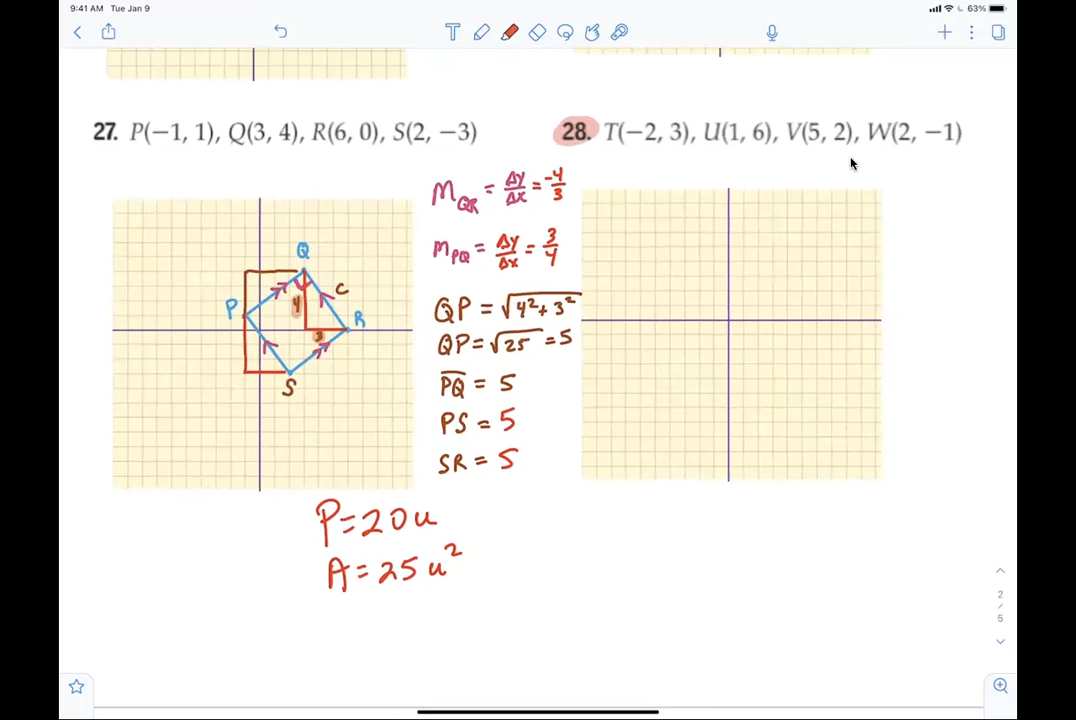 9:41 AM Tue Jan 9
63%
27. P(−1, 1), Q(3, 4), R(6, 0), S(2, −3)
28. T(−2, 3), U(1, 6), V(5, 2), W(2, −1)
M_QR = Δy/Δx = -4/3
m_PQ = Δy/Δx = 3/4
QP = √4² + 3²
QP = √25 = 5
PQ = 5
PS = 5
SR = 5
Q
P
C
4
R
3
S
P = 20 u
A = 25 u²
2
/
5